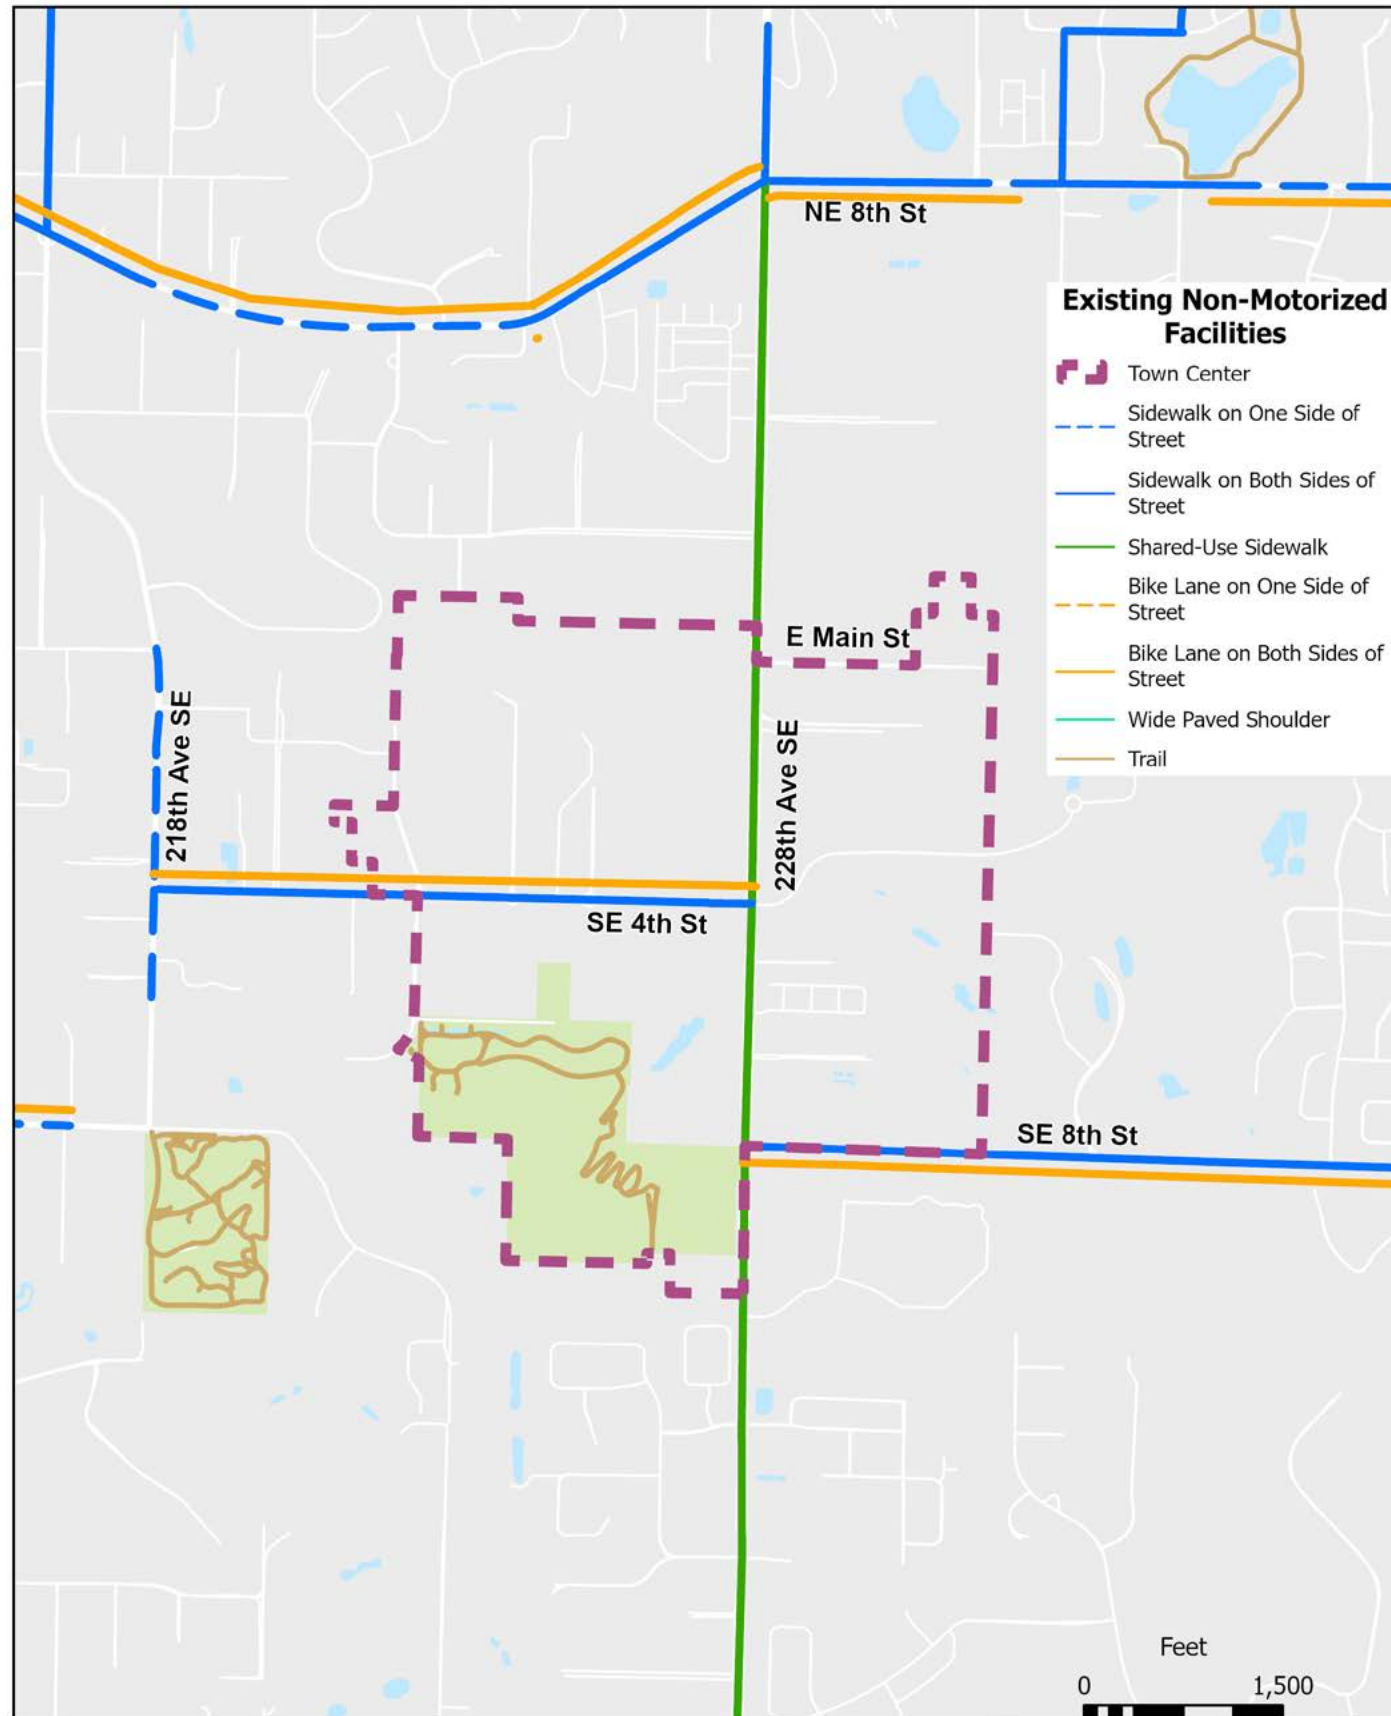 NE 8th St
Existing Non-Motorized
Facilities
Town Center
Sidewalk on One Side of
Street
Sidewalk on Both Sides of
Street
Shared-Use Sidewalk
Bike Lane on One Side of
Street
Bike Lane on Both Sides of
Street
Wide Paved Shoulder
Trail
E Main St
218th Ave SE
228th Ave SE
SE 4th St
SE 8th St
Feet
0 1,500